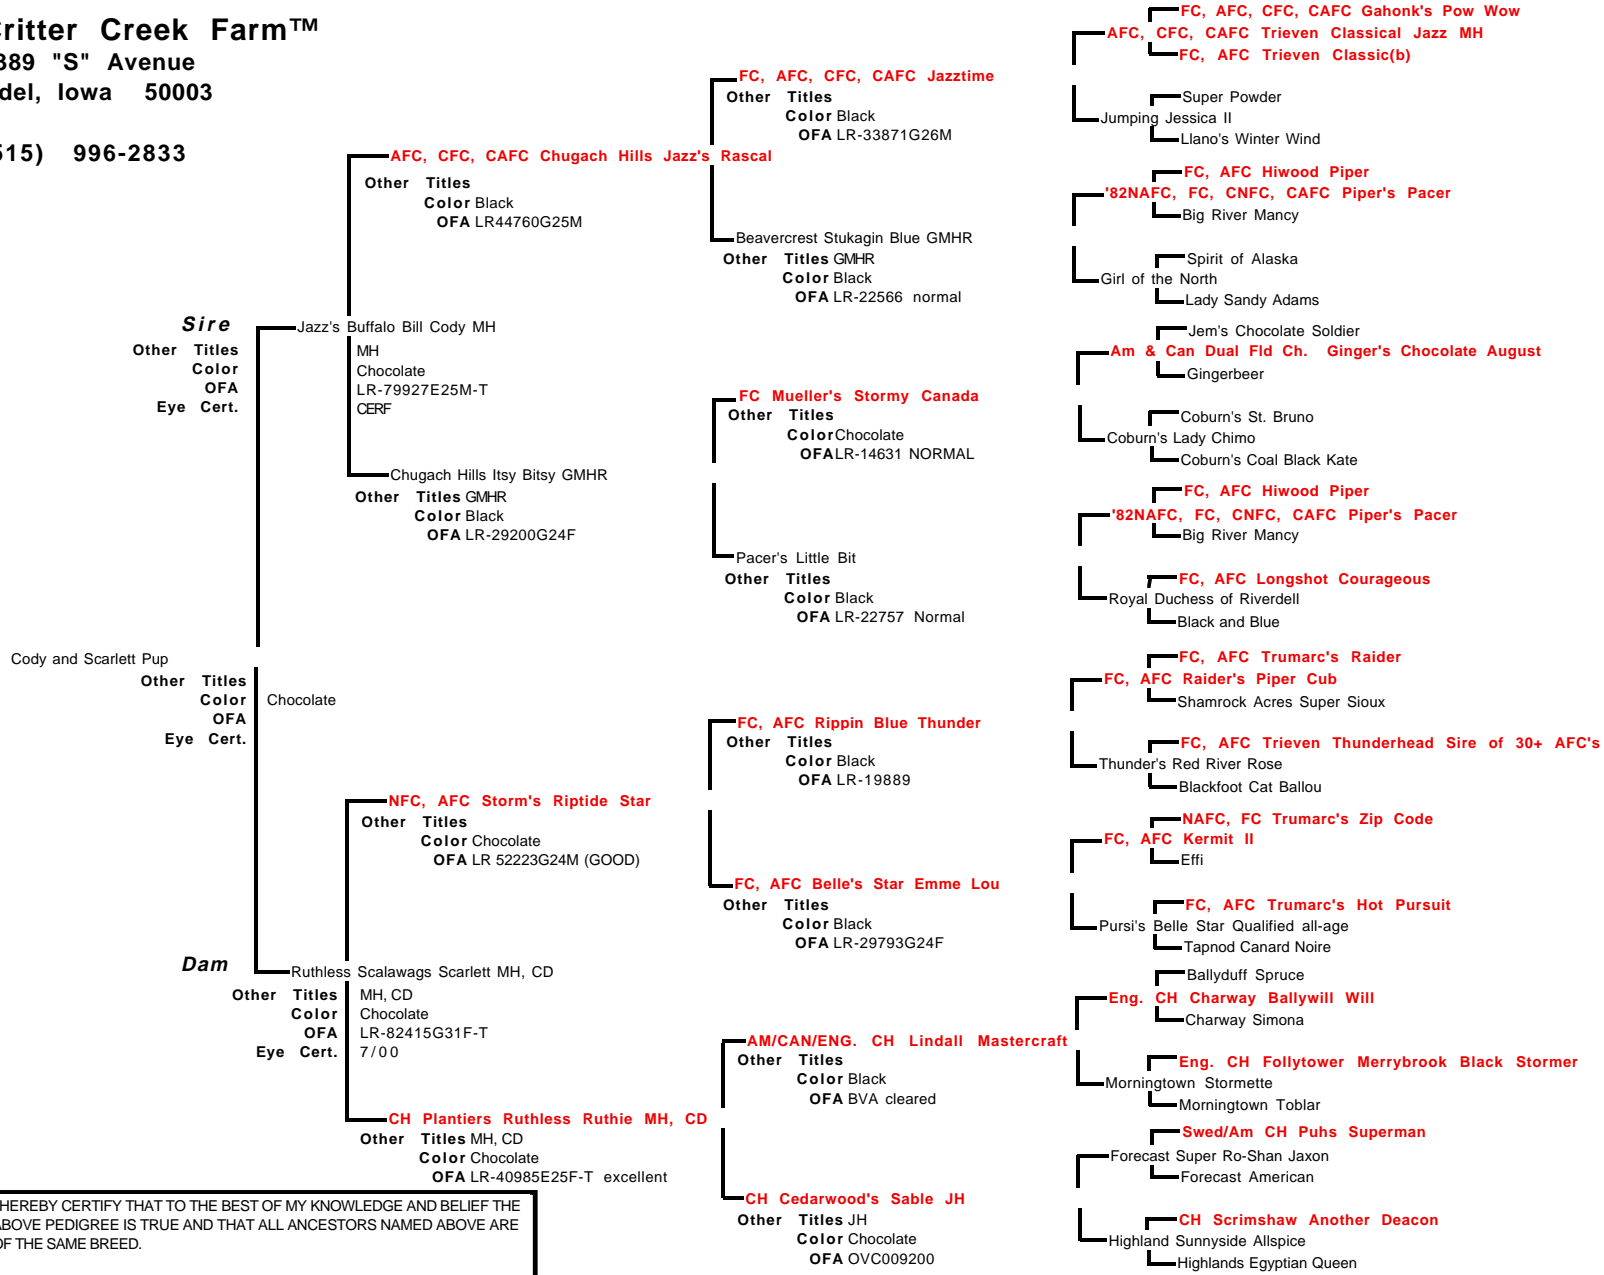 Critter Creek Farm™
889 "S" Avenue
del, Iowa 50003
515) 996-2833
Cody and Scarlett Pup
Other Titles
Color Chocolate
OFA
Eye Cert.
Sire
Jazz's Buffalo Bill Cody MH
Other Titles MH
Color Chocolate
OFA LR-79927E25M-T
Eye Cert. CERF
Dam
Ruthless Scalawags Scarlett MH, CD
Other Titles MH, CD
Color Chocolate
OFA LR-82415G31F-T
Eye Cert. 7/00
AFC, CFC, CAFC Chugach Hills Jazz's Rascal
Other Titles
Color Black
OFA LR44760G25M
Chugach Hills Itsy Bitsy GMHR
Other Titles GMHR
Color Black
OFA LR-29200G24F
NFC, AFC Storm's Riptide Star
Other Titles
Color Chocolate
OFA LR 52223G24M (GOOD)
CH Plantiers Ruthless Ruthie MH, CD
Other Titles MH, CD
Color Chocolate
OFA LR-40985E25F-T excellent
FC, AFC, CFC, CAFC Jazztime
Other Titles
Color Black
OFA LR-33871G26M
Beavercrest Stukagin Blue GMHR
Other Titles GMHR
Color Black
OFA LR-22566 normal
FC Mueller's Stormy Canada
Other Titles
Color Chocolate
OFA LR-14631 NORMAL
Pacer's Little Bit
Other Titles
Color Black
OFA LR-22757 Normal
FC, AFC Rippin Blue Thunder
Other Titles
Color Black
OFA LR-19889
FC, AFC Belle's Star Emme Lou
Other Titles
Color Black
OFA LR-29793G24F
AM/CAN/ENG. CH Lindall Mastercraft
Other Titles
Color Black
OFA BVA cleared
CH Cedarwood's Sable JH
Other Titles JH
Color Chocolate
OFA OVC009200
FC, AFC, CFC, CAFC Gahonk's Pow Wow
AFC, CFC, CAFC Trieven Classical Jazz MH
FC, AFC Trieven Classic(b)
Super Powder
Jumping Jessica II
Llano's Winter Wind
FC, AFC Hiwood Piper
'82NAFC, FC, CNFC, CAFC Piper's Pacer
Big River Mancy
Spirit of Alaska
Girl of the North
Lady Sandy Adams
Jem's Chocolate Soldier
Am & Can Dual Fld Ch. Ginger's Chocolate August
Gingerbeer
Coburn's St. Bruno
Coburn's Lady Chimo
Coburn's Coal Black Kate
FC, AFC Hiwood Piper
'82NAFC, FC, CNFC, CAFC Piper's Pacer
Big River Mancy
FC, AFC Longshot Courageous
Royal Duchess of Riverdell
Black and Blue
FC, AFC Trumarc's Raider
FC, AFC Raider's Piper Cub
Shamrock Acres Super Sioux
FC, AFC Trieven Thunderhead Sire of 30+ AFC's
Thunder's Red River Rose
Blackfoot Cat Ballou
NAFC, FC Trumarc's Zip Code
FC, AFC Kermit II
Effi
FC, AFC Trumarc's Hot Pursuit
Pursi's Belle Star Qualified all-age
Tapnod Canard Noire
Ballyduff Spruce
Eng. CH Charway Ballywill Will
Charway Simona
Eng. CH Follytower Merrybrook Black Stormer
Morningtown Stormette
Morningtown Toblar
Swed/Am CH Puhs Superman
Forecast Super Ro-Shan Jaxon
Forecast American
CH Scrimshaw Another Deacon
Highland Sunnyside Allspice
Highlands Egyptian Queen
HEREBY CERTIFY THAT TO THE BEST OF MY KNOWLEDGE AND BELIEF THE
ABOVE PEDIGREE IS TRUE AND THAT ALL ANCESTORS NAMED ABOVE ARE
OF THE SAME BREED.